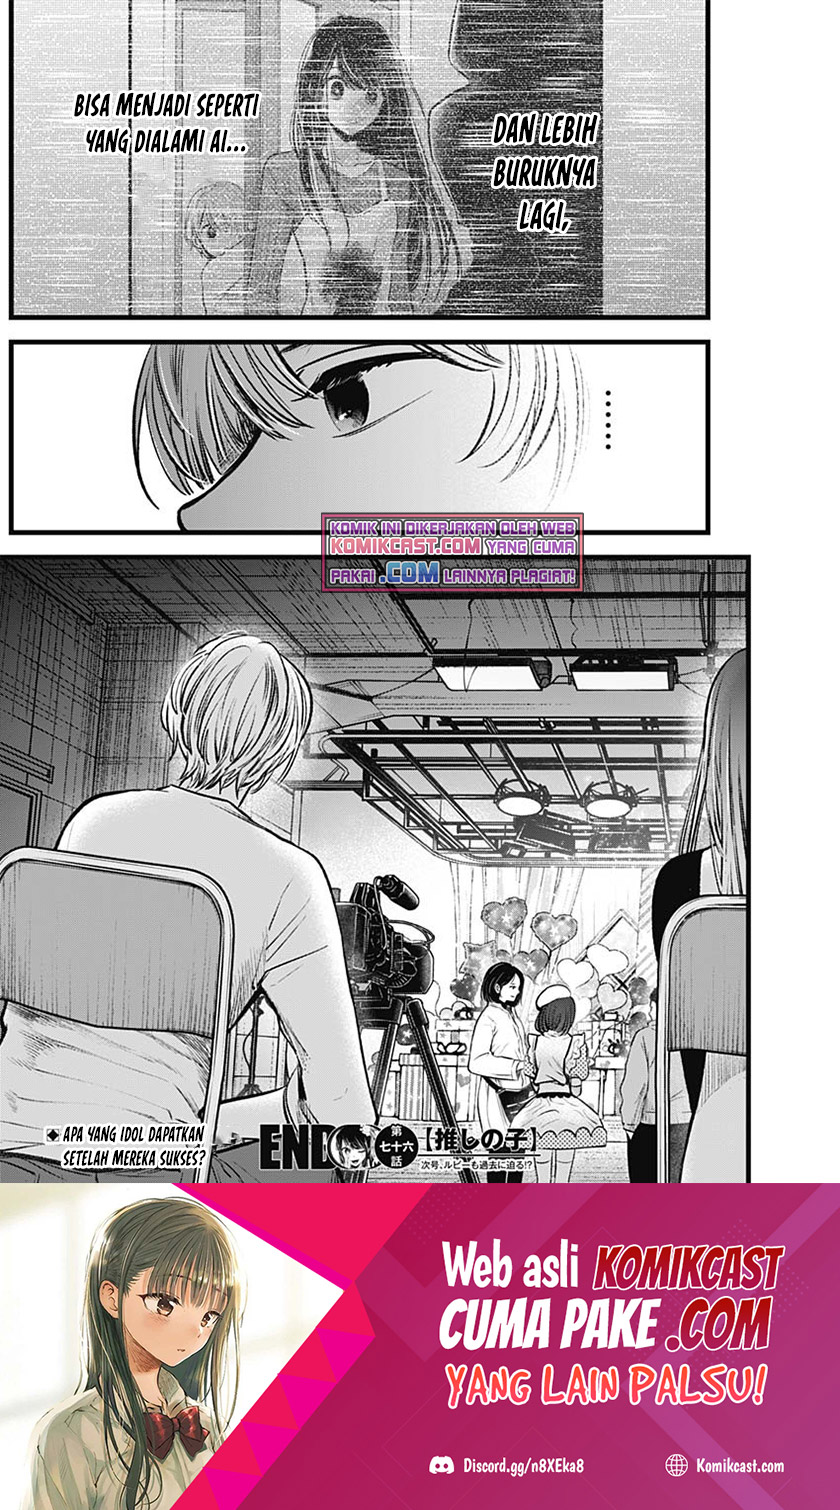 DAN LEBIH
BURUKNYA
LAGI,
BISA MENJADI SEPERTI
YANG DIALAMI AI...
......
KOMIK INI DIKERJAKAN OLEH WEB
KOMIKCAST.COM YANG CUMA
PAKAI .COM LAINNYA PLAGIAT!
APA YANG IDOL DAPATKAN
SETELAH MEREKA SUKSES?
END
第七十六話
【推しの子】
次号、ルビーも過去に迫る!?
Web asli KOMIKCAST
CUMA PAKE .COM
YANG LAIN PALSU!
Discord.gg/n8XEka8
Komikcast.com